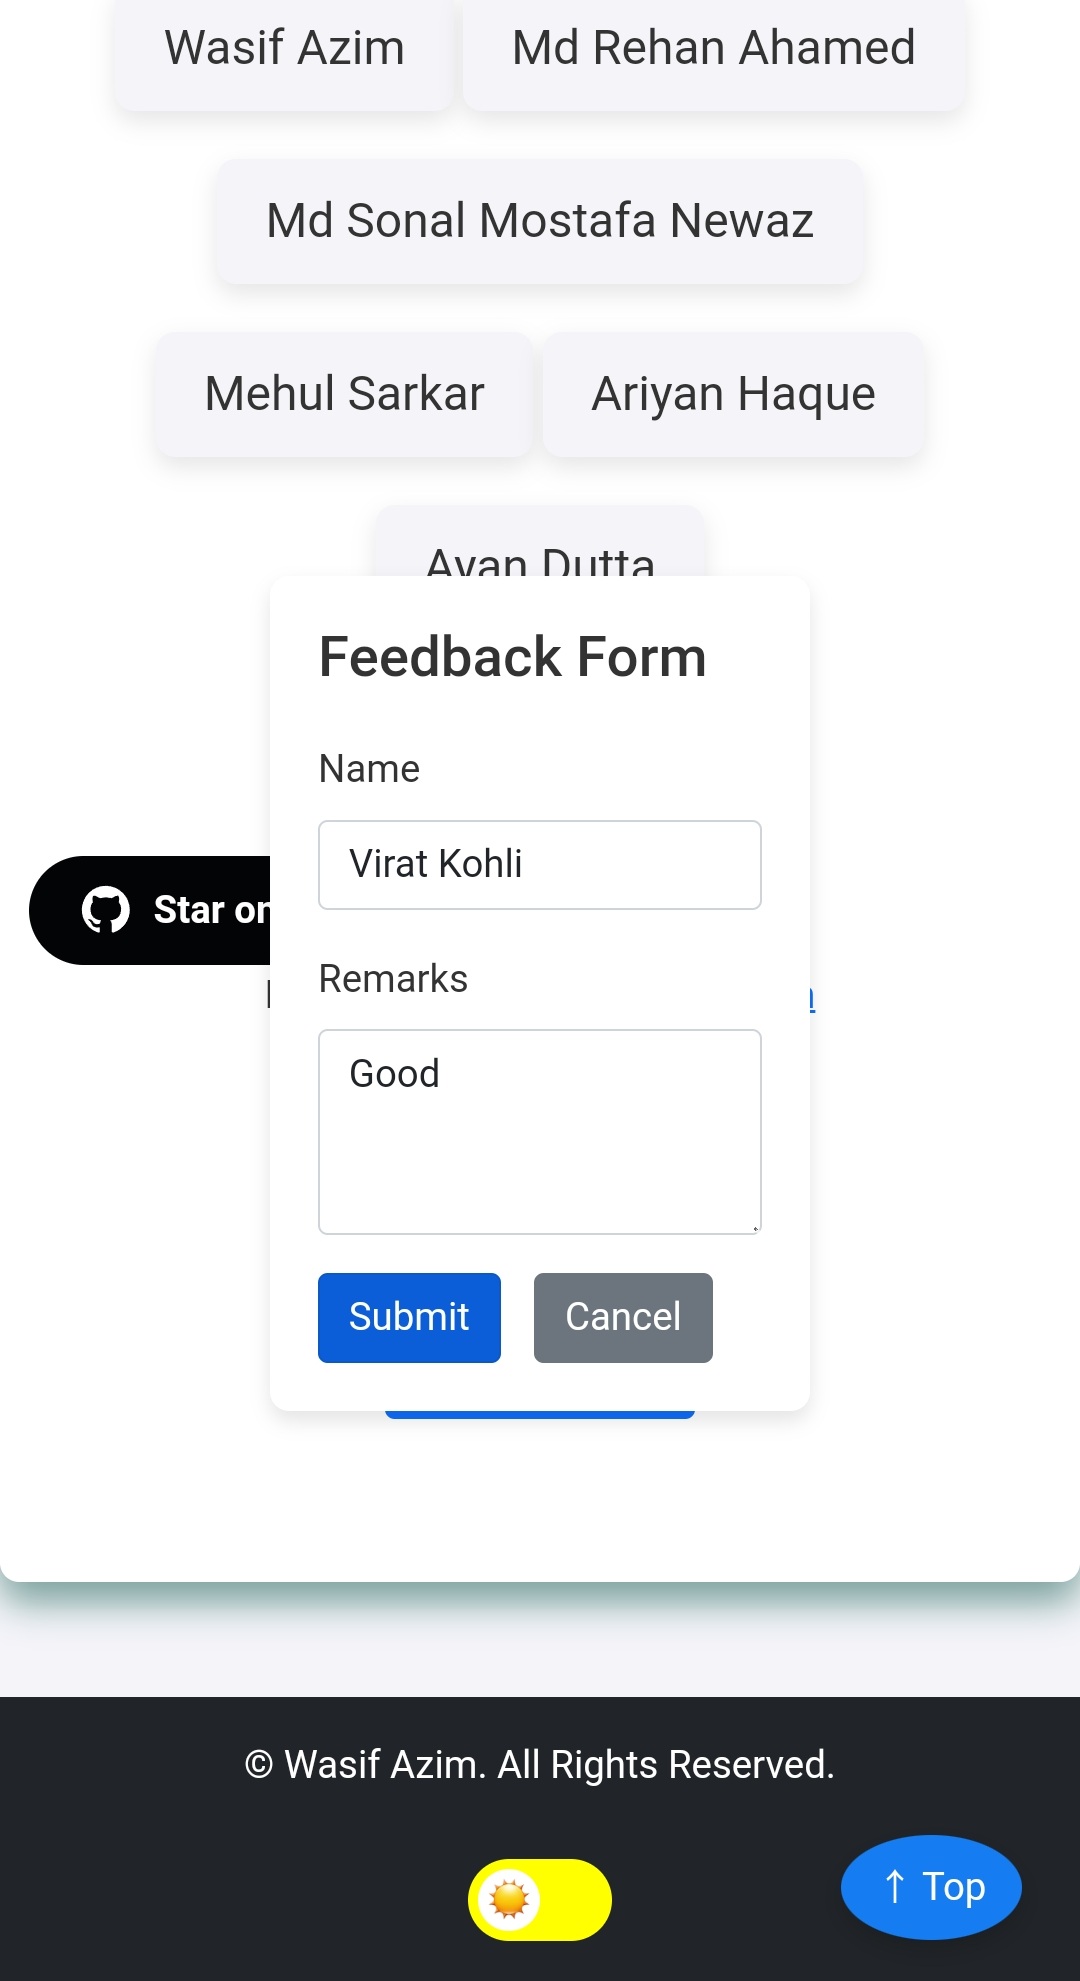 Wasif Azim Md Rehan Ahamed
Md Sonal Mostafa Newaz
Mehul Sarkar Ariyan Haque
Ayan Dutta
Feedback Form
Name
Virat Kohli
Star on
Remarks
Good
Submit Cancel
© Wasif Azim. All Rights Reserved.
↑ Top